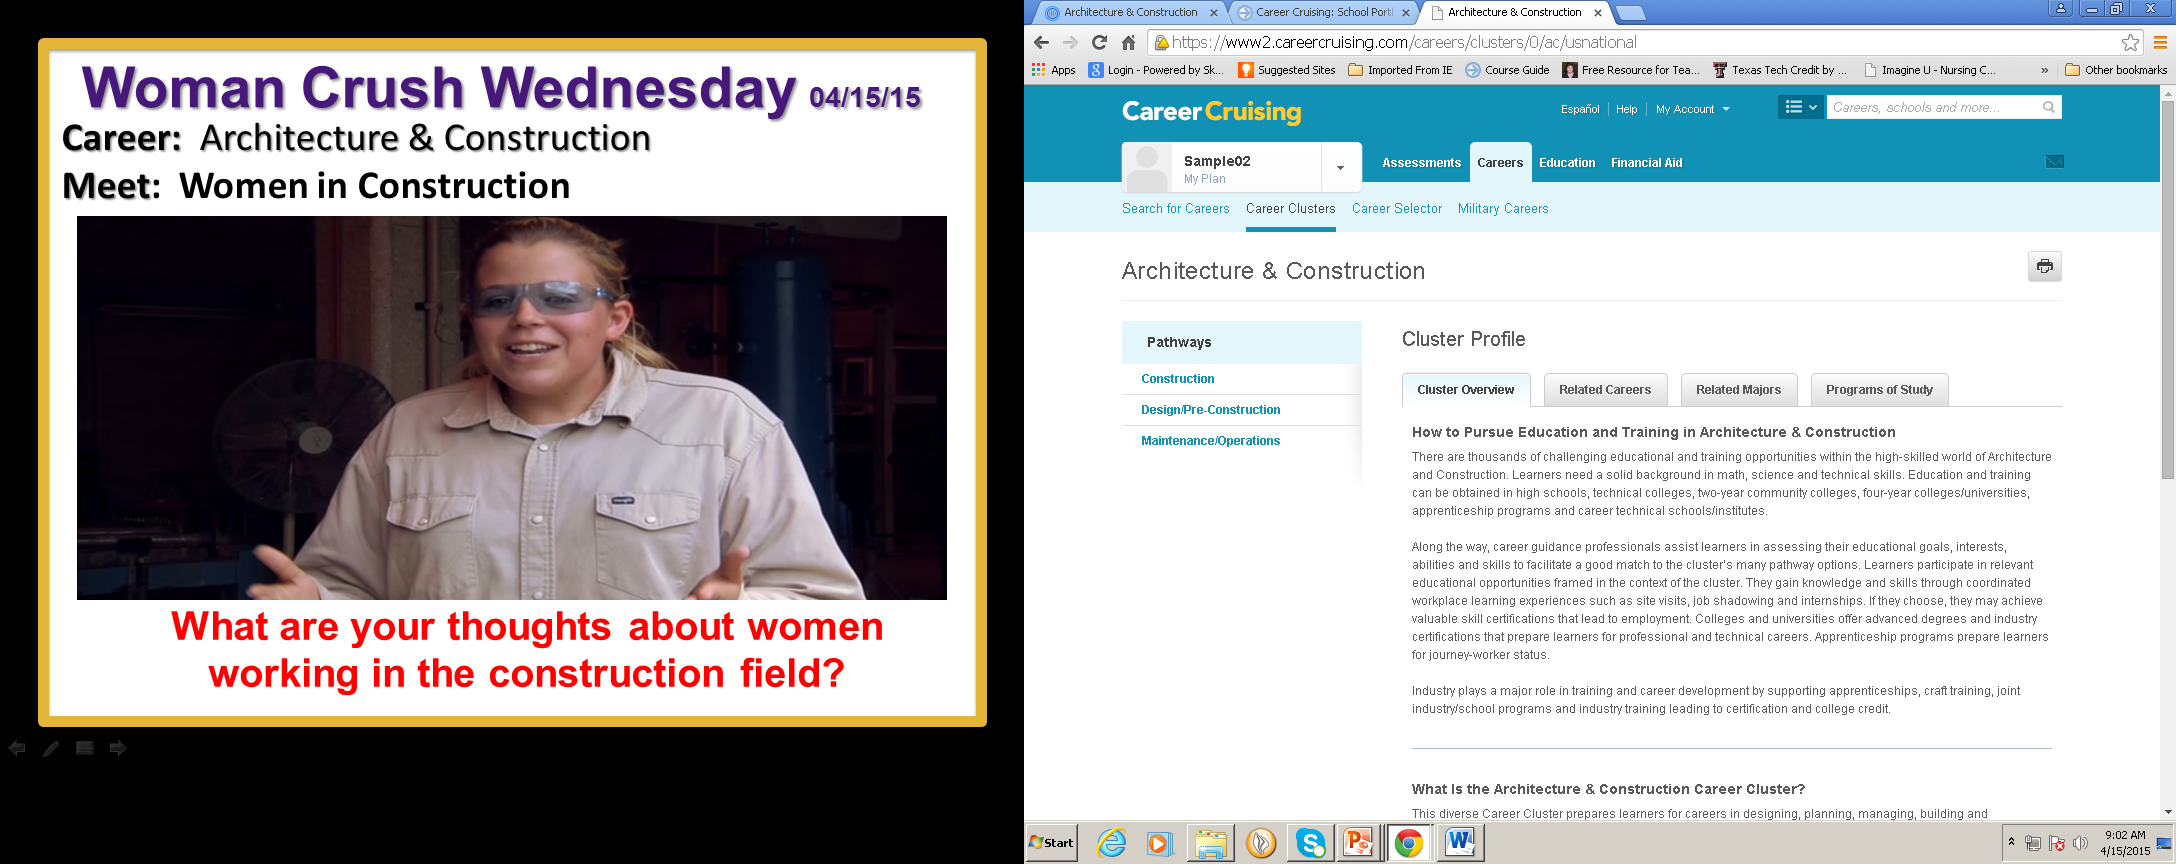 Woman Crush Wednesday 04/15/15
Career: Architecture & Construction
Meet: Women in Construction
What are your thoughts about women
working in the construction field?
Architecture & Construction
Career Cruising: School Portf
Architecture & Construction
https://www2.careercruising.com/careers/clusters/0/ac/usnational
Apps
Login - Powered by Sk...
Suggested Sites
Imported From IE
Course Guide
Free Resource for Tea...
Texas Tech Credit by ...
Imagine U - Nursing C...
»
Other bookmarks
Career Cruising
Español
Help
My Account
Careers, schools and more...
Sample02
My Plan
Assessments
Careers
Education
Financial Aid
Search for Careers
Career Clusters
Career Selector
Military Careers
Architecture & Construction
Pathways
Construction
Design/Pre-Construction
Maintenance/Operations
Cluster Profile
Cluster Overview
Related Careers
Related Majors
Programs of Study
How to Pursue Education and Training in Architecture & Construction
There are thousands of challenging educational and training opportunities within the high-skilled world of Architecture
and Construction. Learners need a solid background in math, science and technical skills. Education and training
can be obtained in high schools, technical colleges, two-year community colleges, four-year colleges/universities,
apprenticeship programs and career technical schools/institutes.
Along the way, career guidance professionals assist learners in assessing their educational goals, interests,
abilities and skills to facilitate a good match to the cluster's many pathway options. Learners participate in relevant
educational opportunities framed in the context of the cluster. They gain knowledge and skills through coordinated
workplace learning experiences such as site visits, job shadowing and internships. If they choose, they may achieve
valuable skill certifications that lead to employment. Colleges and universities offer advanced degrees and industry
certifications that prepare learners for professional and technical careers. Apprenticeship programs prepare learners
for journey-worker status.
Industry plays a major role in training and career development by supporting apprenticeships, craft training, joint
industry/school programs and industry training leading to certification and college credit.
What Is the Architecture & Construction Career Cluster?
This diverse Career Cluster prepares learners for careers in designing, planning, managing, building and
Start
9:02 AM
4/15/2015